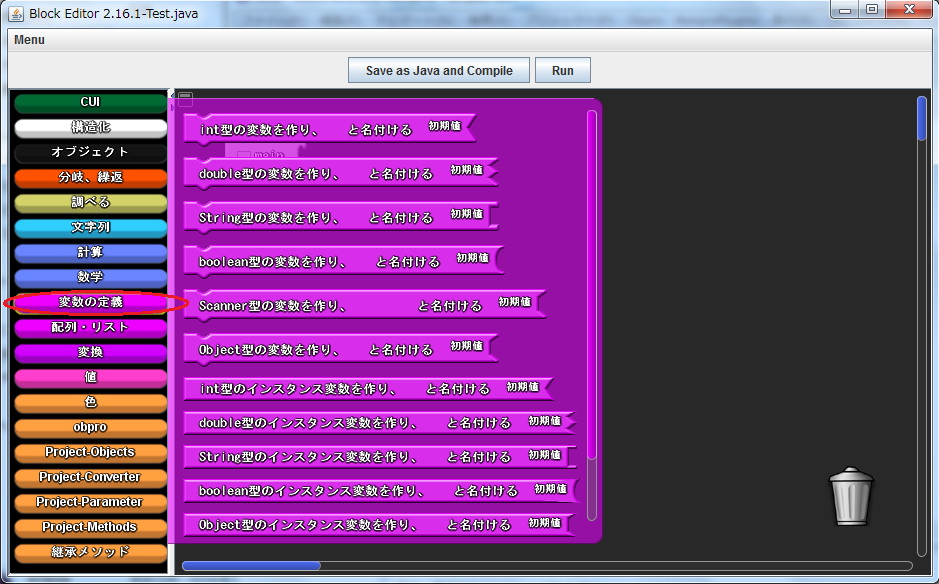 Block Editor 2.16.1-Test.java
Menu
Save as Java and Compile
Run
CUI
構造化
オブジェクト
分岐、繰返
調べる
文字列
計算
数学
変数の定義
配列・リスト
変換
値
色
obpro
Project-Objects
Project-Converter
Project-Parameter
Project-Methods
継承メソッド
int型の変数を作り、 と名付ける 初期値
main
double型の変数を作り、 と名付ける 初期値
String型の変数を作り、 と名付ける 初期値
boolean型の変数を作り、 と名付ける 初期値
Scanner型の変数を作り、 と名付ける 初期値
Object型の変数を作り、 と名付ける 初期値
int型のインスタンス変数を作り、 と名付ける 初期値
double型のインスタンス変数を作り、 と名付ける 初期値
String型のインスタンス変数を作り、 と名付ける 初期値
boolean型のインスタンス変数を作り、 と名付ける 初期値
Object型のインスタンス変数を作り、 と名付ける 初期値